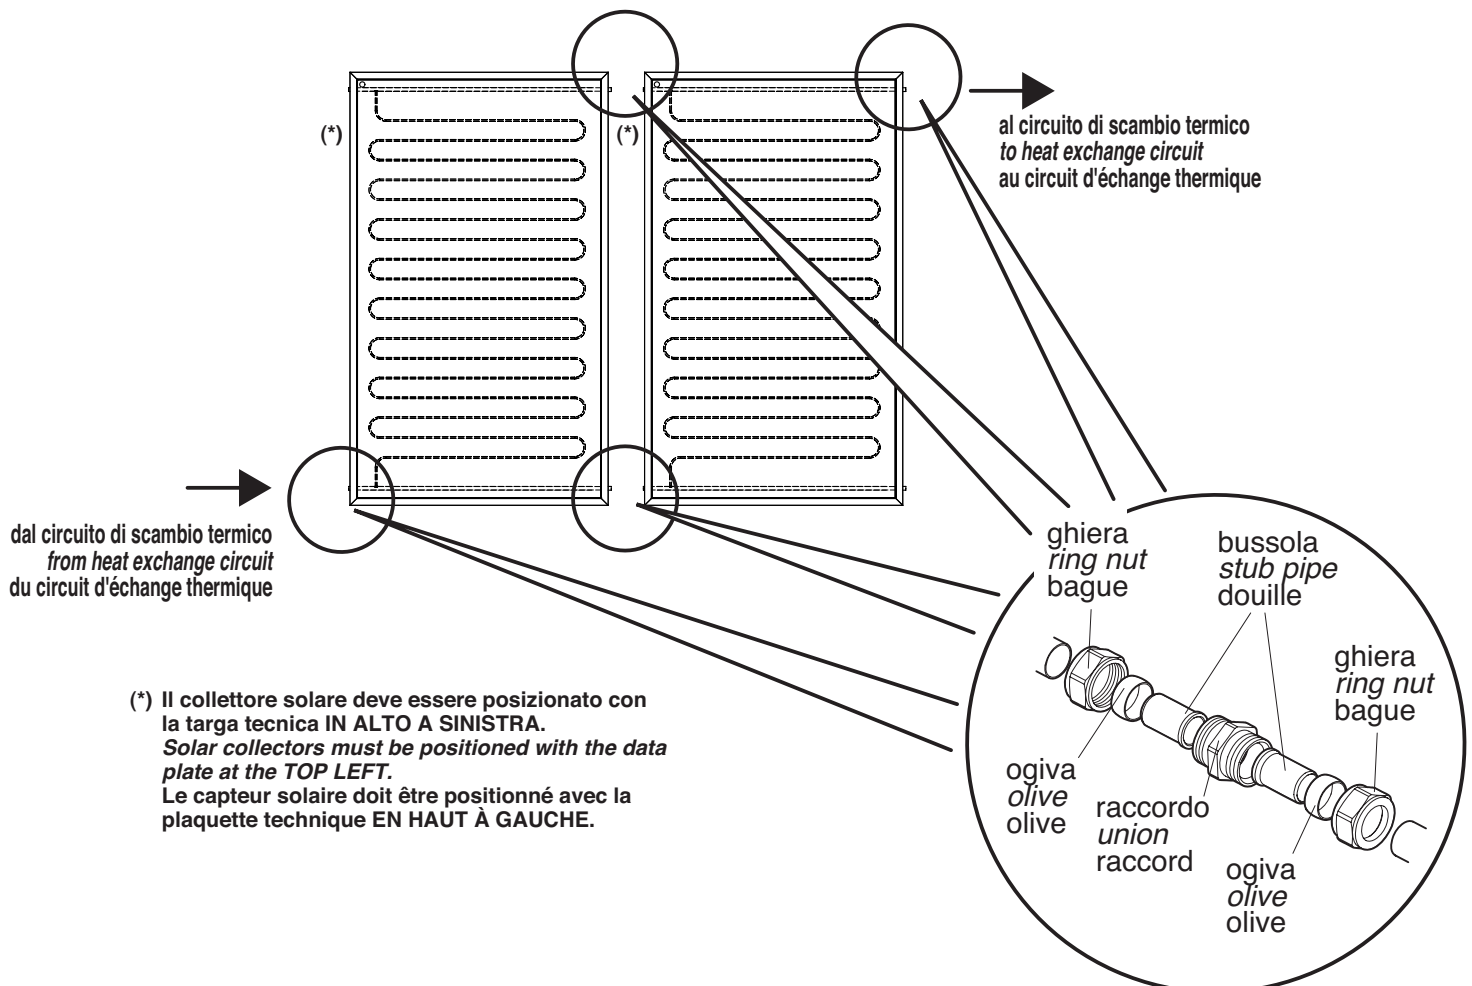 (*)
(*)
al circuito di scambio termico
to heat exchange circuit
au circuit d'échange thermique
dal circuito di scambio termico
from heat exchange circuit
du circuit d'échange thermique
ghiera
ring nut
bague
bussola
stub pipe
douille
ghiera
ring nut
bague
ogiva
olive
olive
raccordo
union
raccord
ogiva
olive
olive
(*) Il collettore solare deve essere posizionato con
la targa tecnica IN ALTO A SINISTRA.
Solar collectors must be positioned with the data
plate at the TOP LEFT.
Le capteur solaire doit être positionné avec la
plaquette technique EN HAUT À GAUCHE.